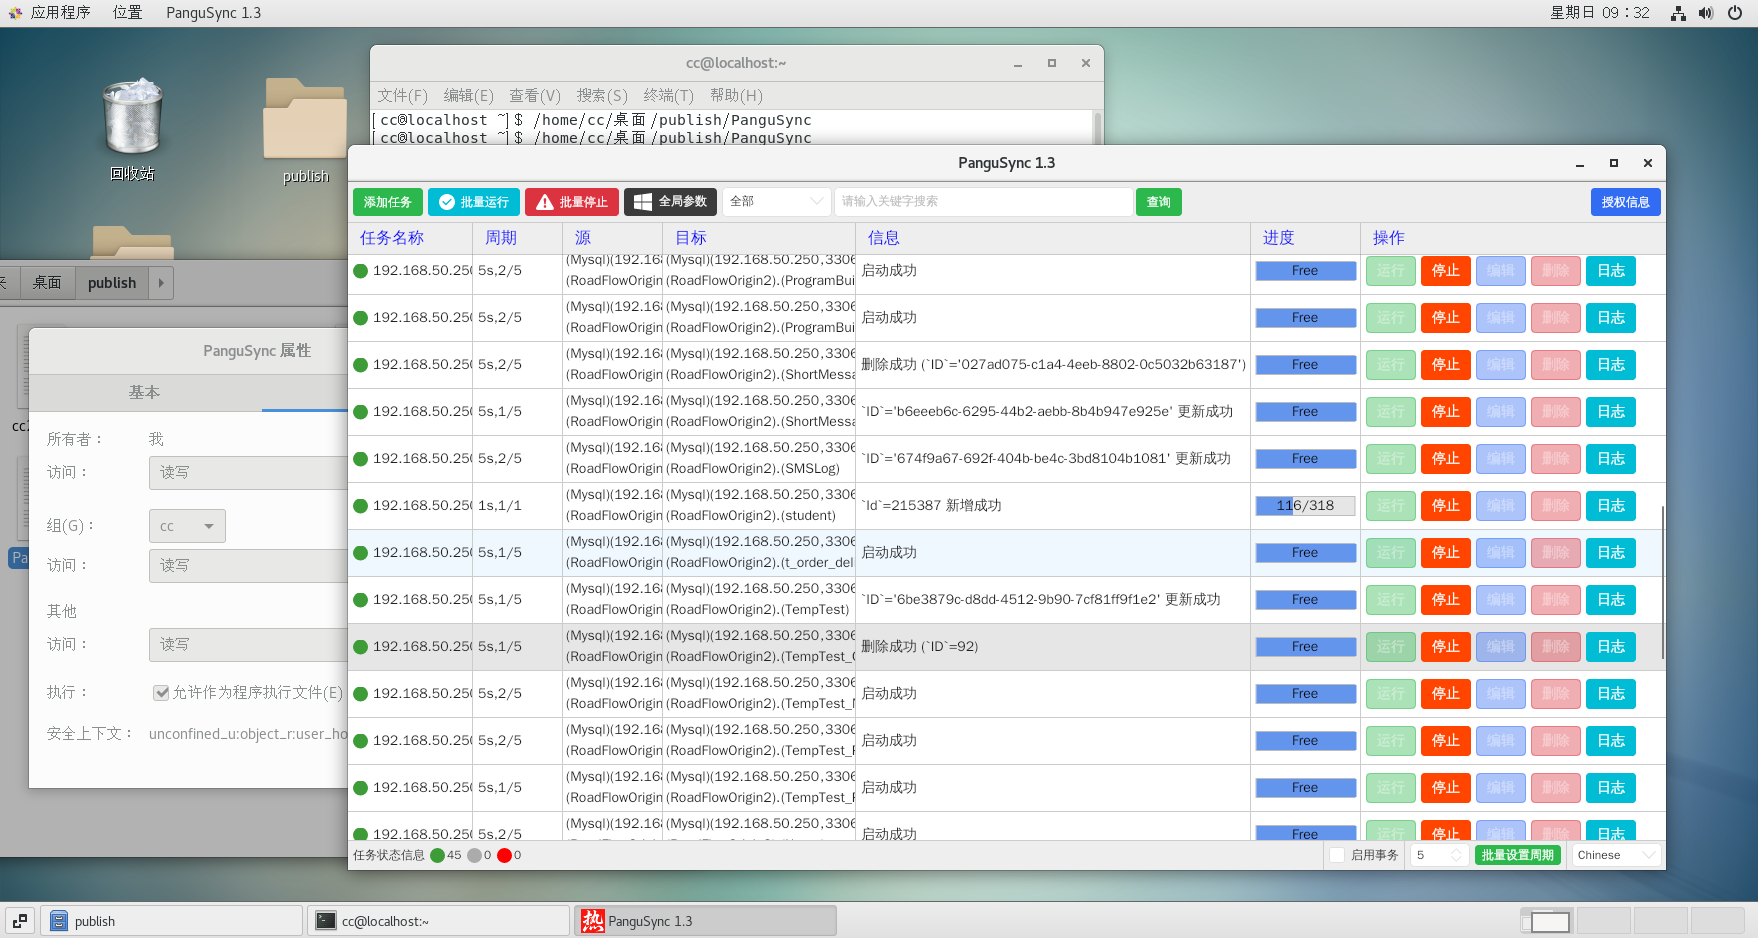 应用程序 位置 PanguSync 1.3 星期日 09：32
回收站
publish
cc@localhost:~
文件(F) 编辑(E) 查看(V) 搜索(S) 终端(T) 帮助(H)
[cc@localhost ~]$ /home/cc/桌面/publish/PanguSync
[cc@localhost ~]$ /home/cc/桌面/publish/PanguSync
桌面 publish
PanguSync 属性
基本
所有者： 我
访问： 读写
组(G)： cc
访问： 读写
其他
访问： 读写
执行： 允许作为程序执行文件(E)
安全上下文： unconfined_u:object_r:user_ho
Pa
PanguSync 1.3
添加任务 批量运行 批量停止 全局参数 全部 请输入关键字搜索 查询 授权信息
任务名称 周期 源 目标 信息 进度 操作
192.168.50.250 5s,2/5 (Mysql)(192.168 (RoadFlowOrigin (Mysql)(192.168.50.250,3306 (RoadFlowOrigin2).(ProgramBui 启动成功 Free 运行 停止 编辑 删除 日志
192.168.50.250 5s,2/5 (Mysql)(192.168 (RoadFlowOrigin (Mysql)(192.168.50.250,3306 (RoadFlowOrigin2).(ProgramBui 启动成功 Free 运行 停止 编辑 删除 日志
192.168.50.250 5s,2/5 (Mysql)(192.168 (RoadFlowOrigin (Mysql)(192.168.50.250,3306 (RoadFlowOrigin2).(ShortMessa 删除成功 (`ID`='027ad075-c1a4-4eeb-8802-0c5032b63187') Free 运行 停止 编辑 删除 日志
192.168.50.250 5s,1/5 (Mysql)(192.168 (RoadFlowOrigin (Mysql)(192.168.50.250,3306 (RoadFlowOrigin2).(ShortMessa `ID`='b6eeeb6c-6295-44b2-aebb-8b4b947e925e' 更新成功 Free 运行 停止 编辑 删除 日志
192.168.50.250 5s,2/5 (Mysql)(192.168 (RoadFlowOrigin (Mysql)(192.168.50.250,3306 (RoadFlowOrigin2).(SMSLog) `ID`='674f9a67-692f-404b-be4c-3bd8104b1081' 更新成功 Free 运行 停止 编辑 删除 日志
192.168.50.250 1s,1/1 (Mysql)(192.168 (RoadFlowOrigin (Mysql)(192.168.50.250,3306 (RoadFlowOrigin2).(student) `Id`=215387 新增成功 116/318 运行 停止 编辑 删除 日志
192.168.50.250 5s,1/5 (Mysql)(192.168 (RoadFlowOrigin (Mysql)(192.168.50.250,3306 (RoadFlowOrigin2).(t_order_del 启动成功 Free 运行 停止 编辑 删除 日志
192.168.50.250 5s,1/5 (Mysql)(192.168 (RoadFlowOrigin (Mysql)(192.168.50.250,3306 (RoadFlowOrigin2).(TempTest) `ID`='6be3879c-d8dd-4512-9b90-7cf81ff9f1e2' 更新成功 Free 运行 停止 编辑 删除 日志
192.168.50.250 5s,1/5 (Mysql)(192.168 (RoadFlowOrigin (Mysql)(192.168.50.250,3306 (RoadFlowOrigin2).(TempTest_ 删除成功 (`ID`=92) Free 运行 停止 编辑 删除 日志
192.168.50.250 5s,2/5 (Mysql)(192.168 (RoadFlowOrigin (Mysql)(192.168.50.250,3306 (RoadFlowOrigin2).(TempTest_ 启动成功 Free 运行 停止 编辑 删除 日志
192.168.50.250 5s,2/5 (Mysql)(192.168 (RoadFlowOrigin (Mysql)(192.168.50.250,3306 (RoadFlowOrigin2).(TempTest_ 启动成功 Free 运行 停止 编辑 删除 日志
192.168.50.250 5s,1/5 (Mysql)(192.168 (RoadFlowOrigin (Mysql)(192.168.50.250,3306 (RoadFlowOrigin2).(TempTest_ 启动成功 Free 运行 停止 编辑 删除 日志
192.168.50.250 5s,2/5 (Mysql)(192.168 (Mysql)(192.168.50.250,3306 启动成功 Free 运行 停止 编辑 删除 日志
任务状态信息 45 0 0 启用事务 5 批量设置周期 Chinese
publish cc@localhost:~ 热 PanguSync 1.3